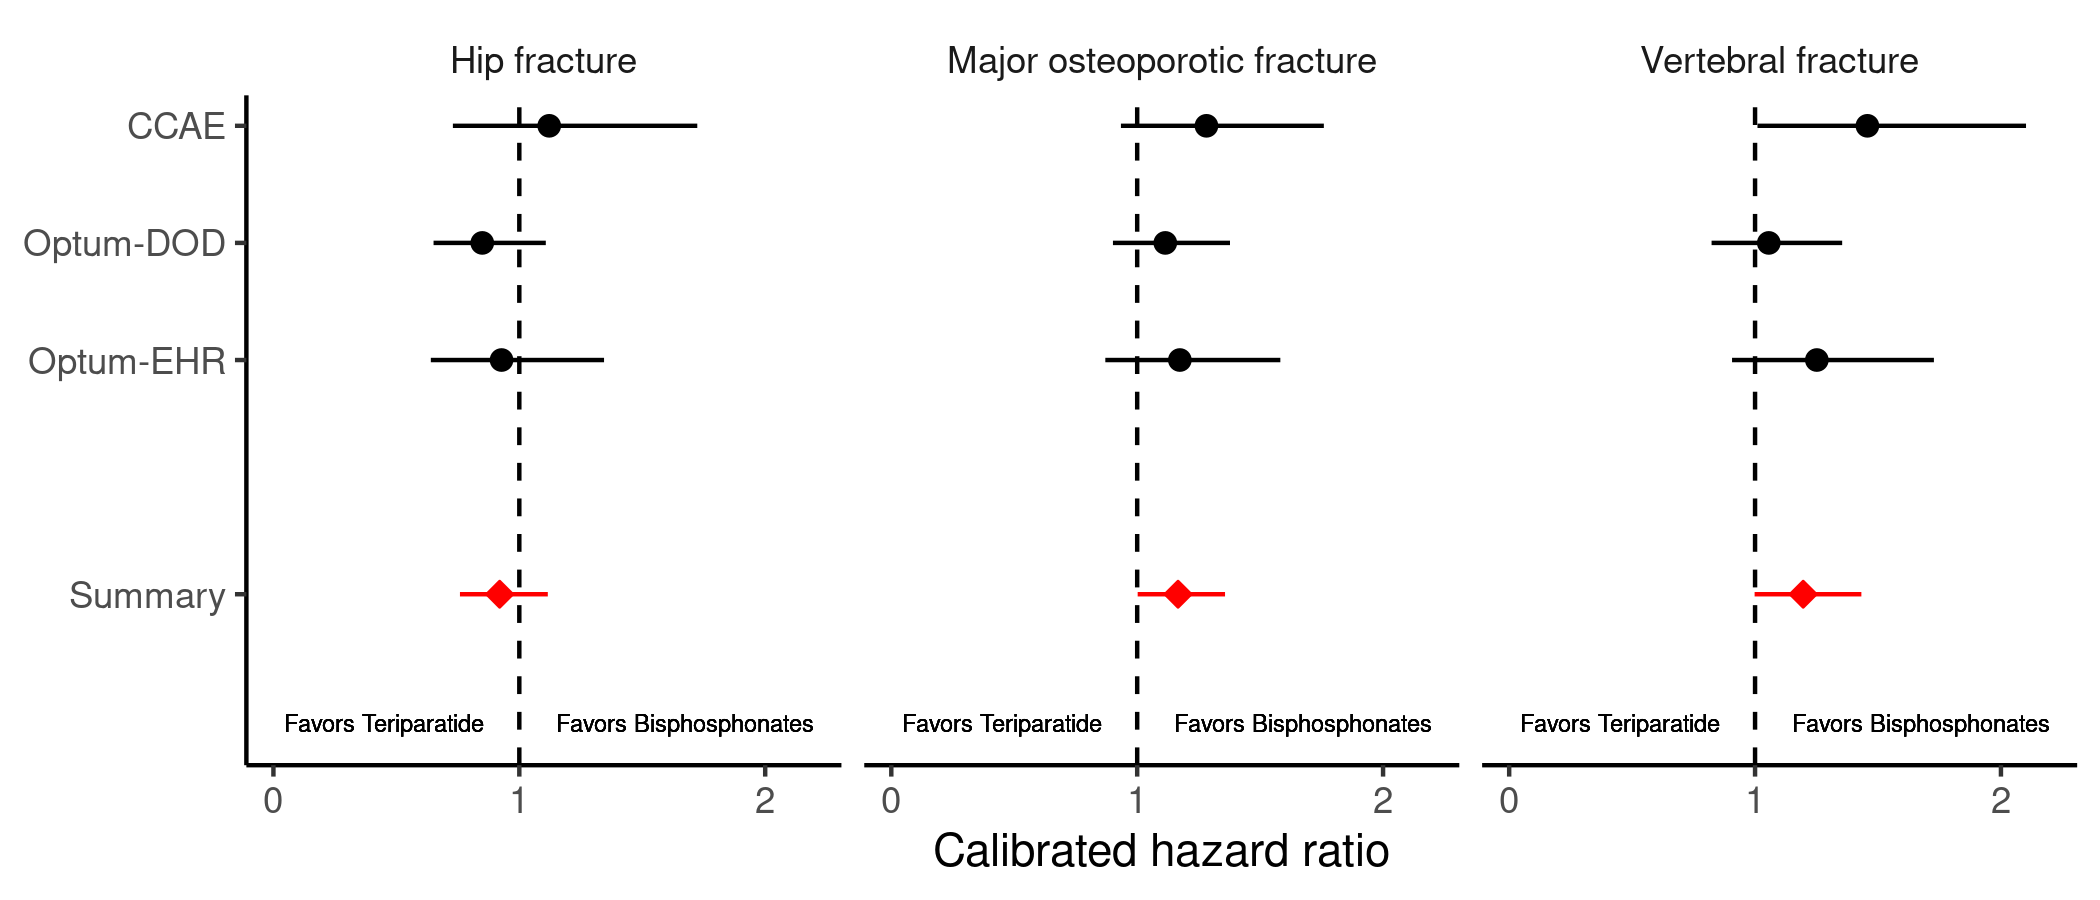 Hip fracture
Major osteoporotic fracture
Vertebral fracture
CCAE
Optum-DOD
Optum-EHR
Summary
Favors Teriparatide
Favors Bisphosphonates
Favors Teriparatide
Favors Bisphosphonates
Favors Teriparatide
Favors Bisphosphonates
0 1 2
0 1 2
0 1 2
Calibrated hazard ratio